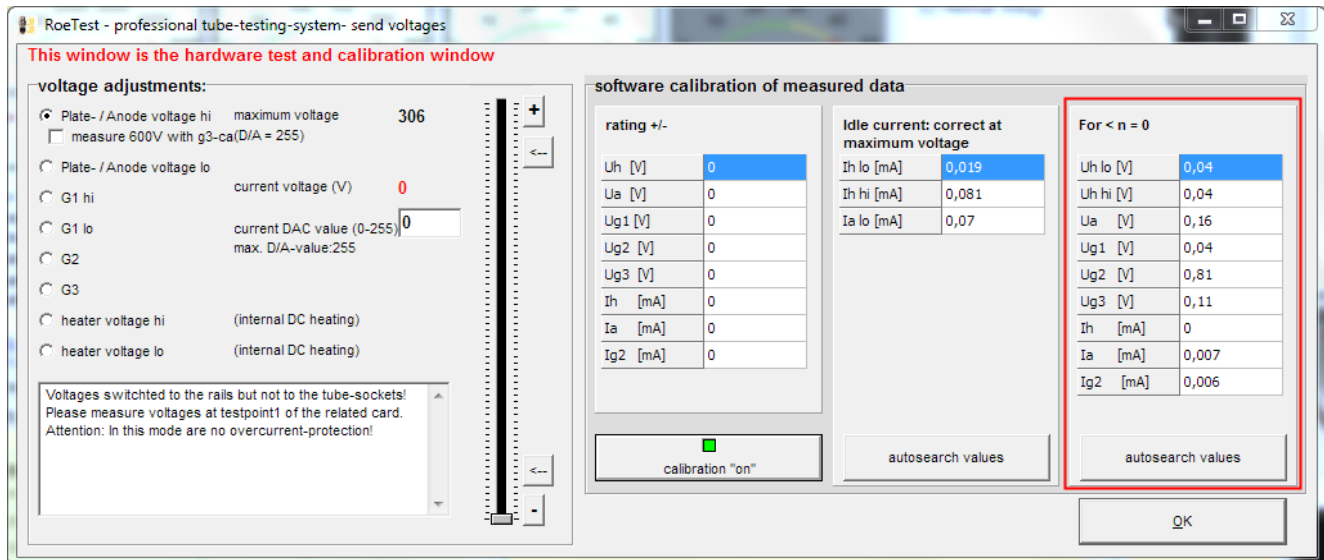 RoeTest - professional tube-testing-system- send voltages
This window is the hardware test and calibration window
voltage adjustments:
Plate- / Anode voltage hi maximum voltage 306
measure 600V with g3-ca(D/A = 255)
Plate- / Anode voltage lo
current voltage (V) 0
G1 hi
G1 lo current DAC value (0-255) 0
max. D/A-value:255
G2
G3
heater voltage hi (internal DC heating)
heater voltage lo (internal DC heating)
Voltages switchted to the rails but not to the tube-sockets!
Please measure voltages at testpoint1 of the related card.
Attention: In this mode are no overcurrent-protection!
+
<--
<--
-
software calibration of measured data
rating +/-
Uh [V] 0
Ua [V] 0
Ug1 [V] 0
Ug2 [V] 0
Ug3 [V] 0
Ih [mA] 0
Ia [mA] 0
Ig2 [mA] 0
calibration "on"
Idle current: correct at
maximum voltage
Ih lo [mA] 0,019
Ih hi [mA] 0,081
Ia lo [mA] 0,07
autosearch values
For < n = 0
Uh lo [V] 0,04
Uh hi [V] 0,04
Ua [V] 0,16
Ug1 [V] 0,04
Ug2 [V] 0,81
Ug3 [V] 0,11
Ih [mA] 0
Ia [mA] 0,007
Ig2 [mA] 0,006
autosearch values
OK